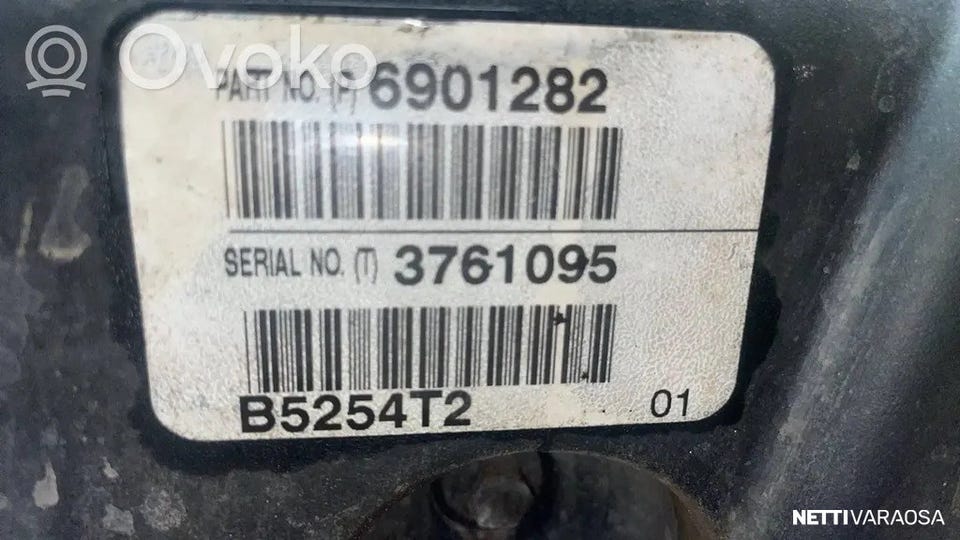 Ovoko
PART NO. (P) 6901282
SERIAL NO. (T) 3761095
B5254T2
01
NETTIVARAOSA